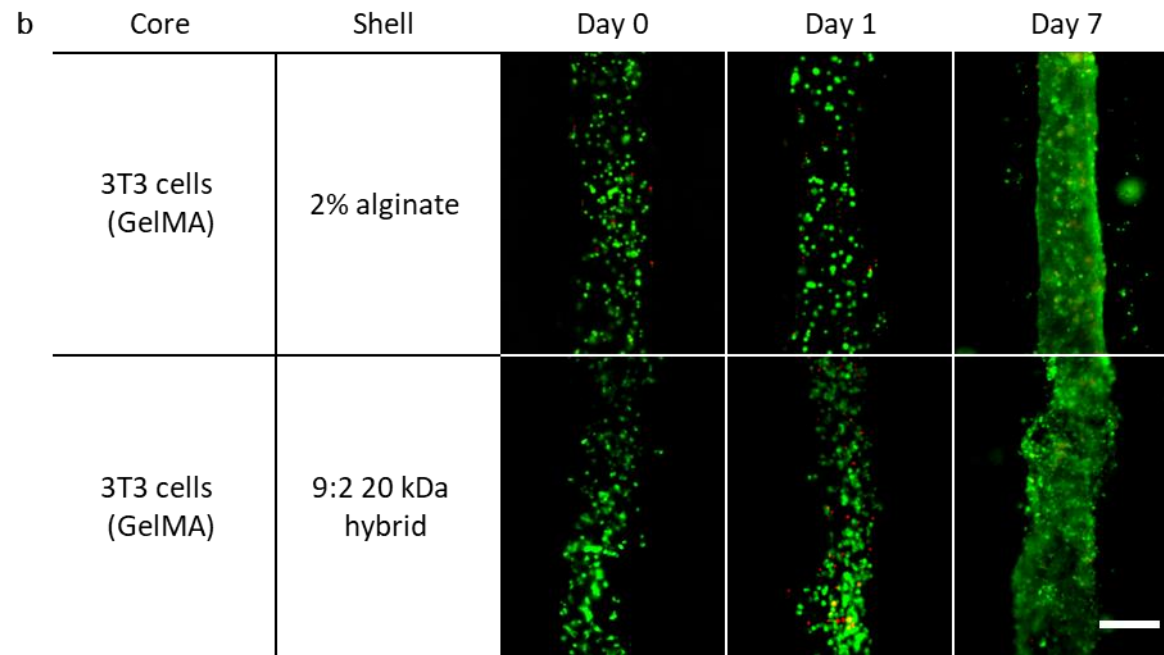 b Core Shell Day 0 Day 1 Day 7
3T3 cells
(GelMA)
2% alginate
3T3 cells
(GelMA)
9:2 20 kDa
hybrid